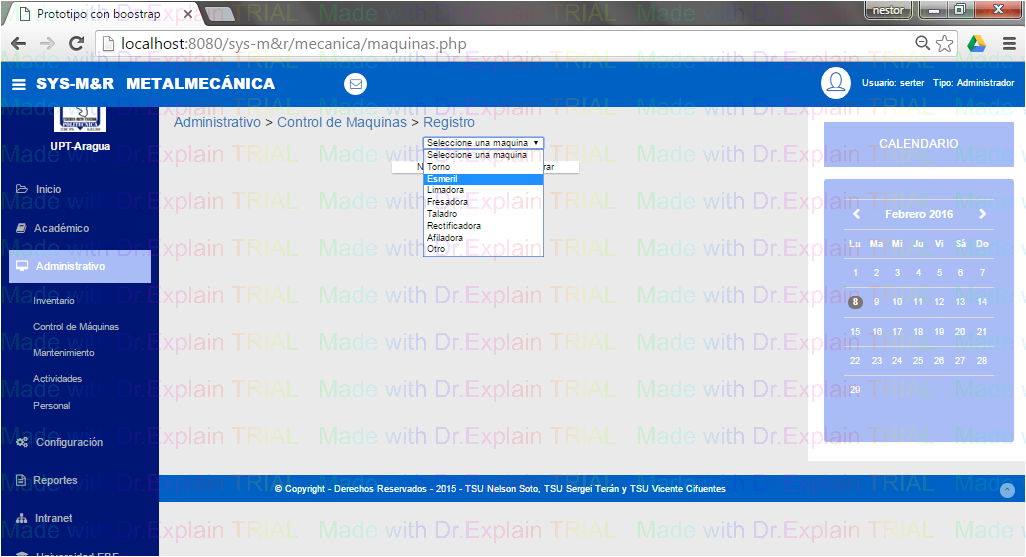 Prototipo con boostrap
nestor
localhost:8080/sys-m&r/mecanica/maquinas.php
SYS-M&R METALMECÁNICA
Usuario: serter Tipo: Administrador
POLITECNICA
UPT-Aragua
Inicio
Académico
Administrativo
Inventario
Control de Máquinas
Mantenimiento
Actividades
Personal
Configuración
Reportes
Intranet
Administrativo > Control de Maquinas > Registro
Seleccione una maquina
Seleccione una maquina
Torno
Esmeril
Limadora
Fresadora
Taladro
Rectificadora
Afiladora
Otro
CALENDARIO
Febrero 2016
Lu Ma Mi Ju Vi Sá Do
1 2 3 4 5 6 7
8 9 10 11 12 13 14
15 16 17 18 19 20 21
22 23 24 25 26 27 28
29
© Copyright - Derechos Reservados - 2015 - TSU Nelson Soto, TSU Sergei Terán y TSU Vicente Cifuentes
Made with Dr.Explain TRIAL